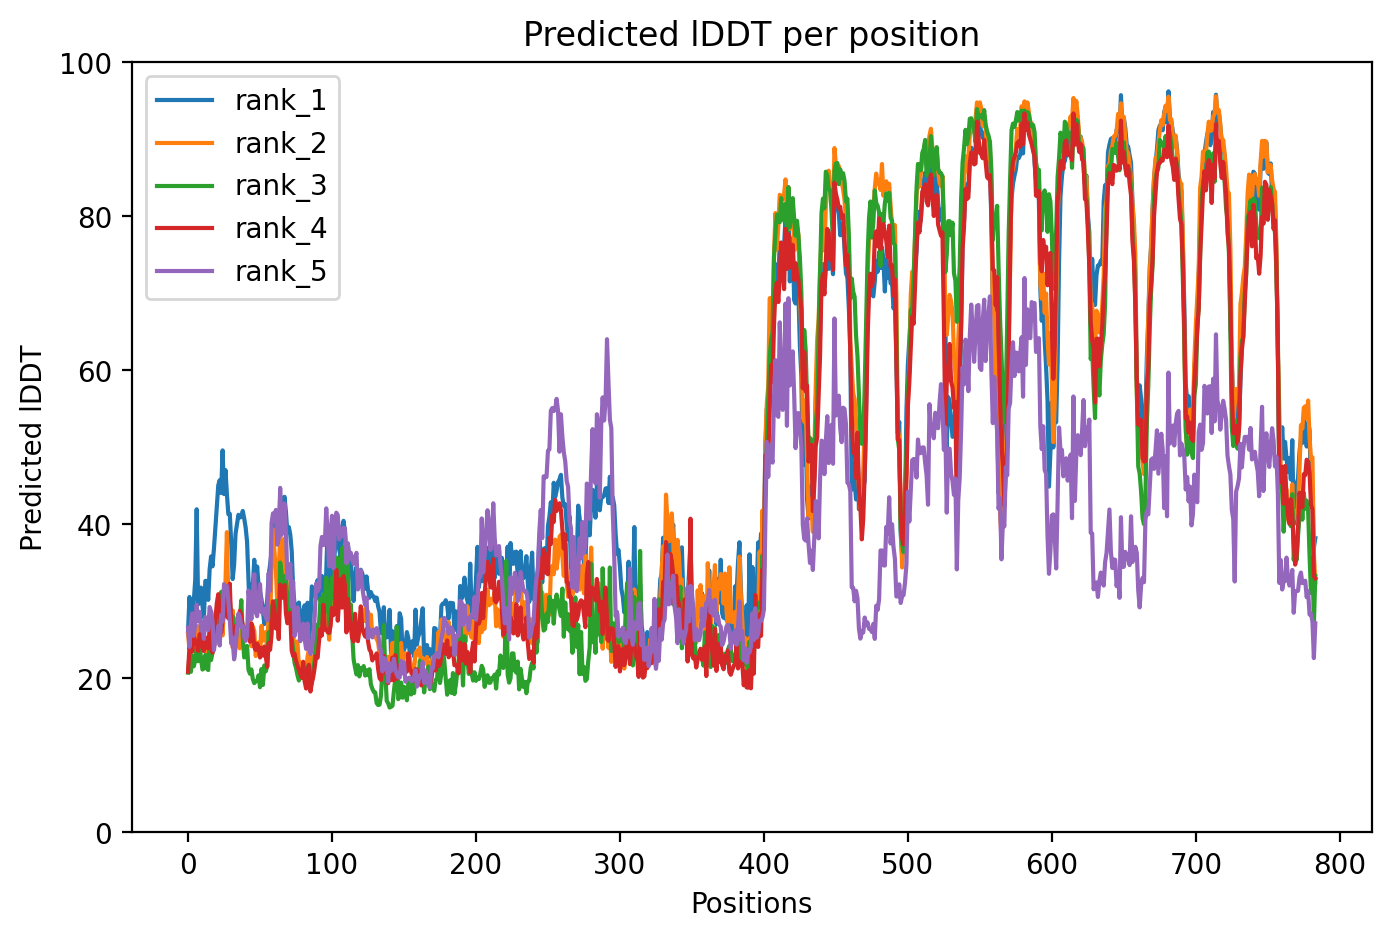 Predicted lDDT per position
100
80
60
40
20
0
Predicted lDDT
rank_1
rank_2
rank_3
rank_4
rank_5
0 100 200 300 400 500 600 700 800
Positions